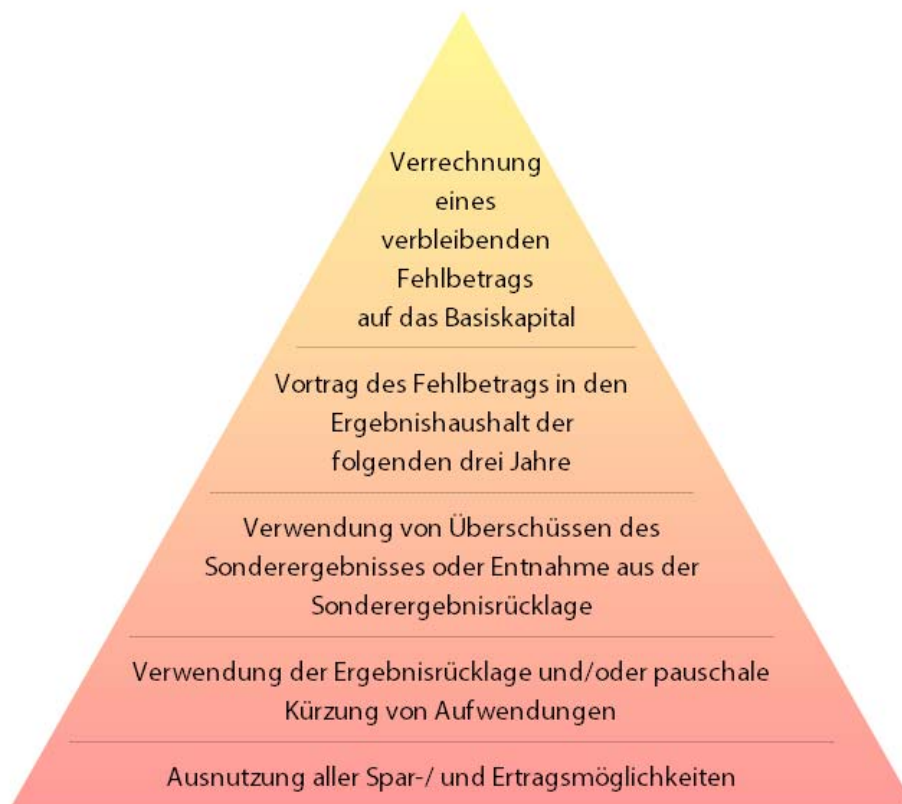 Verrechnung
eines
verbleibenden
Fehlbetrags
auf das Basiskapital
Vortrag des Fehlbetrags in den
Ergebnishaushalt der
folgenden drei Jahre
Verwendung von Überschüssen des
Sonderergebnisses oder Entnahme aus der
Sonderergebnisrücklage
Verwendung der Ergebnisrücklage und/oder pauschale
Kürzung von Aufwendungen
Ausnutzung aller Spar-/ und Ertragsmöglichkeiten